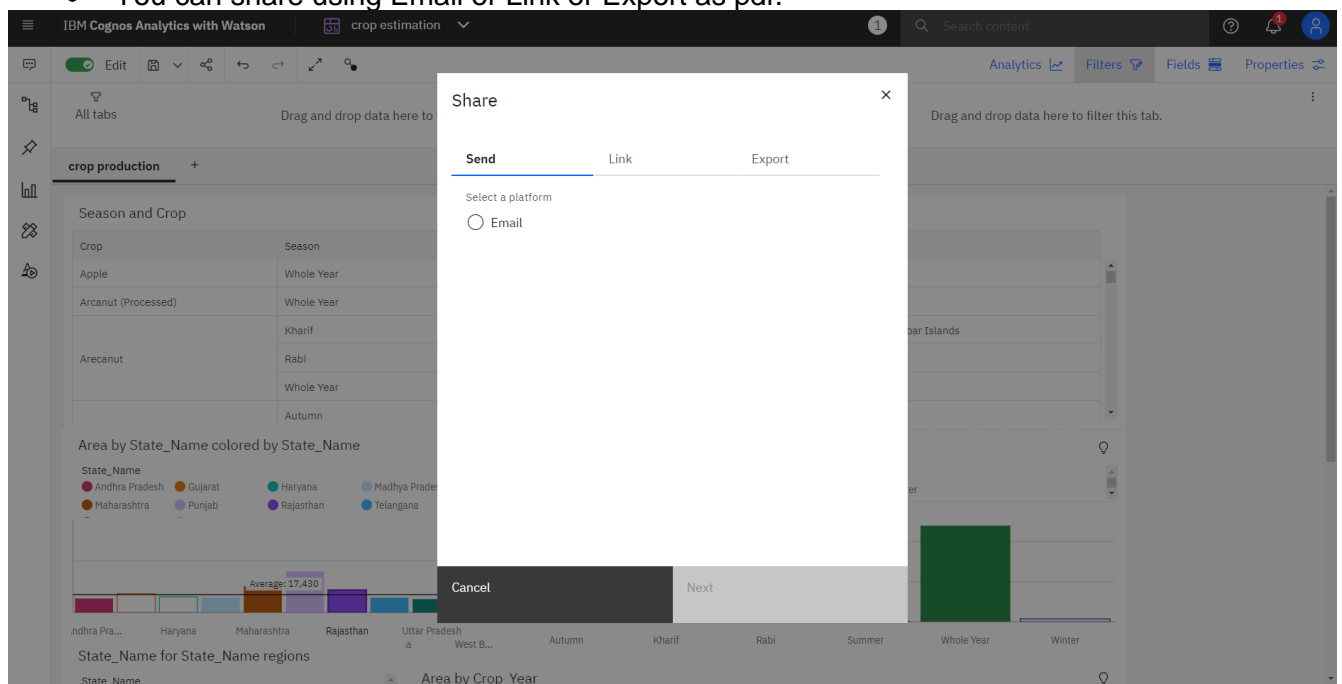 You can share using Email or Link or Export as pdf.
IBM Cognos Analytics with Watson
crop estimation
1
Search content
1
Edit
Analytics
Filters
Fields
Properties
All tabs
Drag and drop data here to
Drag and drop data here to filter this tab.
crop production +
Share
Send Link Export
Select a platform
Email
Cancel
Next
Season and Crop
Crop Season
Apple Whole Year
Arcanut (Processed) Whole Year
Kharif
bar Islands
Arecanut Rabi
Whole Year
Autumn
Area by State_Name colored by State_Name
State_Name
Andhra Pradesh Gujarat Haryana Madhya Prade
Maharashtra Punjab Rajasthan Telangana
er
Average: 17,430
ndhra Pra... Haryana Maharashtra Rajasthan Uttar Pradesh
West B...
Autumn Kharif Rabi Summer Whole Year Winter
State_Name for State_Name regions
State_Name
Area by Crop_Year